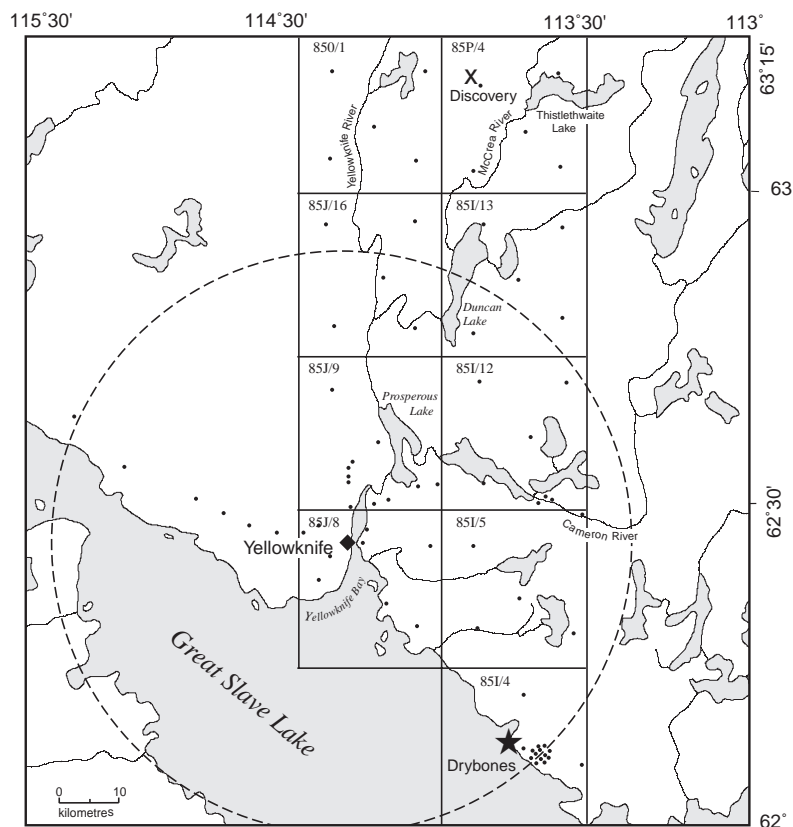 115˚30'
114˚30'
113˚30'
113˚
850/1
85P/4
63˚15'
X
Discovery
Yellowknife River
McCrea River
Thistlethwaite
Lake
63
85J/16
85I/13
Duncan
Lake
85J/9
85I/12
Prosperous
Lake
62˚30'
85J/8
85I/5
Cameron River
Yellowknife
Yellowknife Bay
Great Slave Lake
85I/4
Drybones
0
10
kilometres
62˚